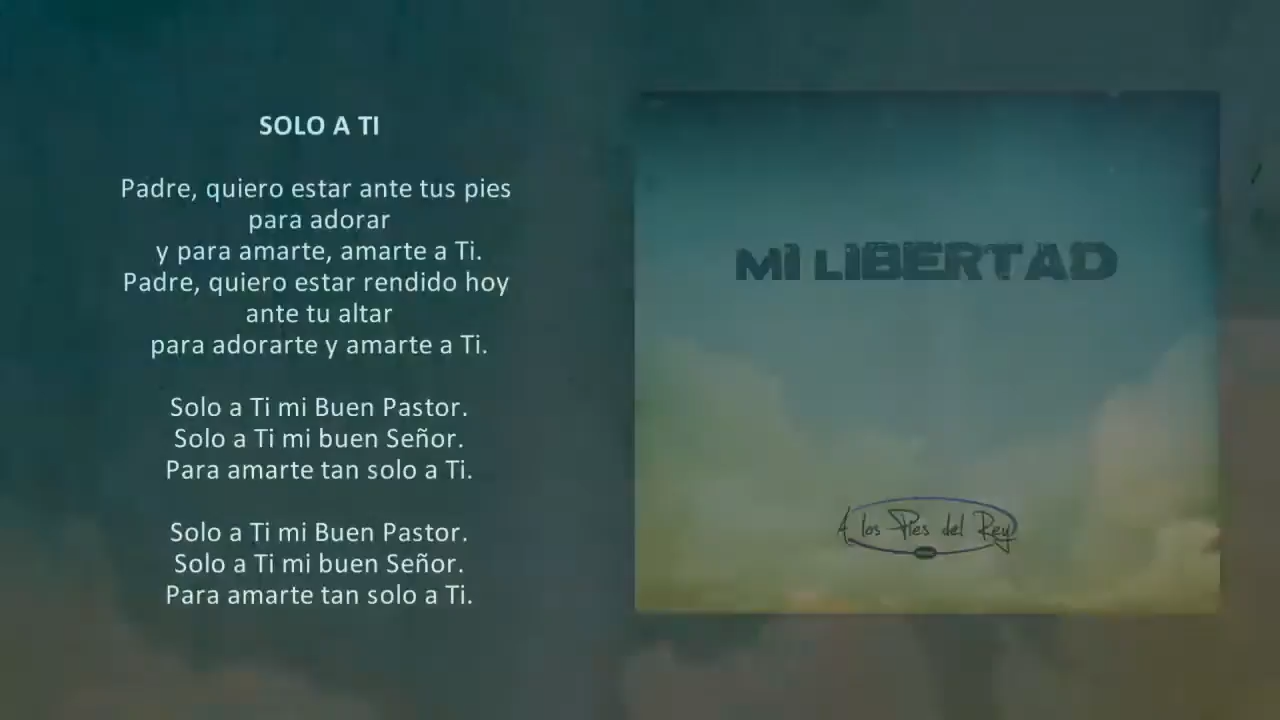 SOLO A TI
Padre, quiero estar ante tus pies
para adorar
y para amarte, amarte a Ti.
Padre, quiero estar rendido hoy
ante tu altar
para adorarte y amarte a Ti.
Solo a Ti mi Buen Pastor.
Solo a Ti mi buen Señor.
Para amarte tan solo a Ti.
Solo a Ti mi Buen Pastor.
Solo a Ti mi buen Señor.
Para amarte tan solo a Ti.
MI LIBERTAD
A los Pies del Rey